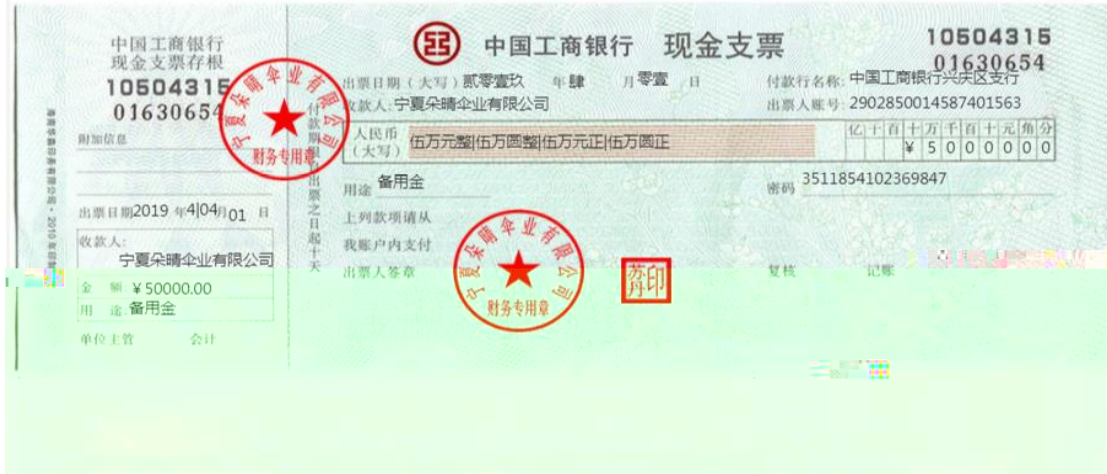 中国工商银行
现金支票存根
10504315
01630654
附加信息
出票日期2019 年4|04月01 日
收款人:
宁夏朵晴伞业有限公司
金 额 ¥50000.00
用 途:备用金
单位主管 会计
付款期限自出票之日起十天
中国工商银行 现金支票
10504315
01630654
出票日期(大写)贰零壹玖 年肆 月零壹 日
付款行名称:中国工商银行兴庆区支行
收款人:宁夏朵晴伞业有限公司
出票人账号:2902850014587401563
人民币
(大写)
伍万元整|伍万圆整|伍万元正|伍万圆正
亿千百十万千百十元角分
¥5000000
用途 备用金
密码 3511854102369847
上列款项请从
我账户内支付
出票人签章
复核 记账
宁夏朵晴伞业有限公司
财务专用章
宁夏朵晴伞业有限公司
财务专用章
苏丹印